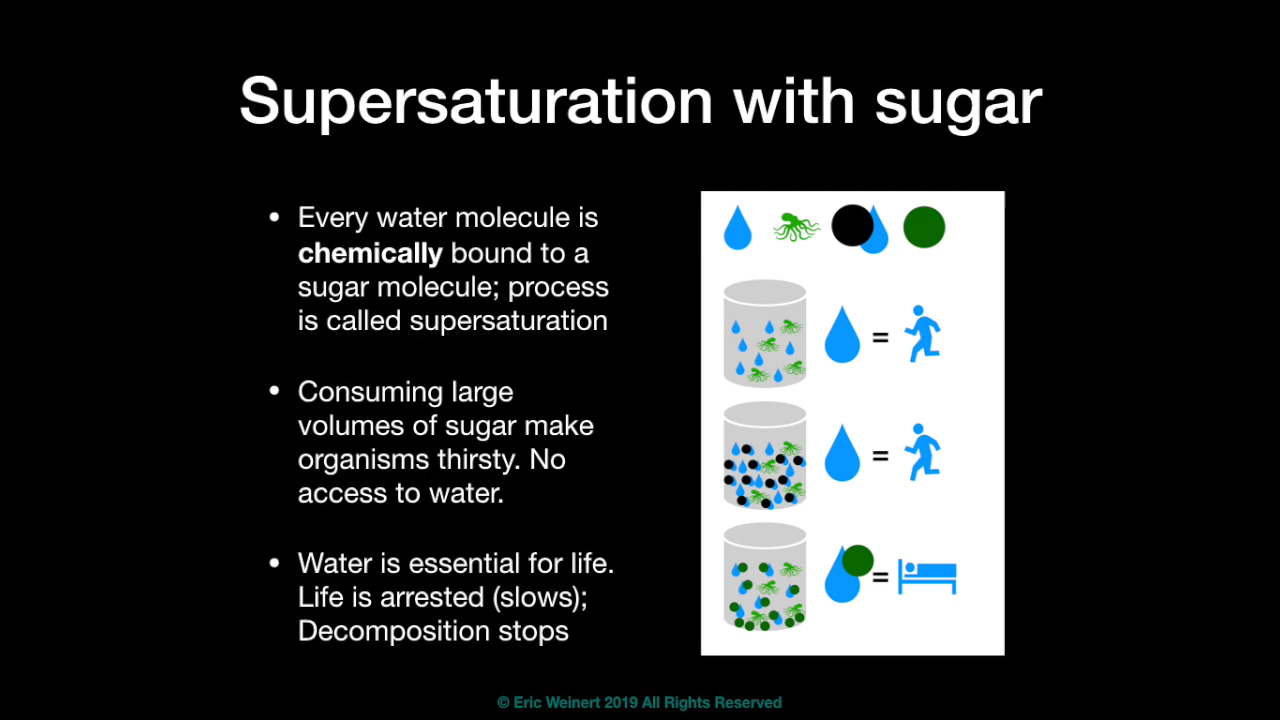 Supersaturation with sugar
• Every water molecule is
chemically bound to a
sugar molecule; process
is called supersaturation
• Consuming large
volumes of sugar make
organisms thirsty. No
access to water.
• Water is essential for life.
Life is arrested (slows);
Decomposition stops
=
=
=
© Eric Weinert 2019 All Rights Reserved